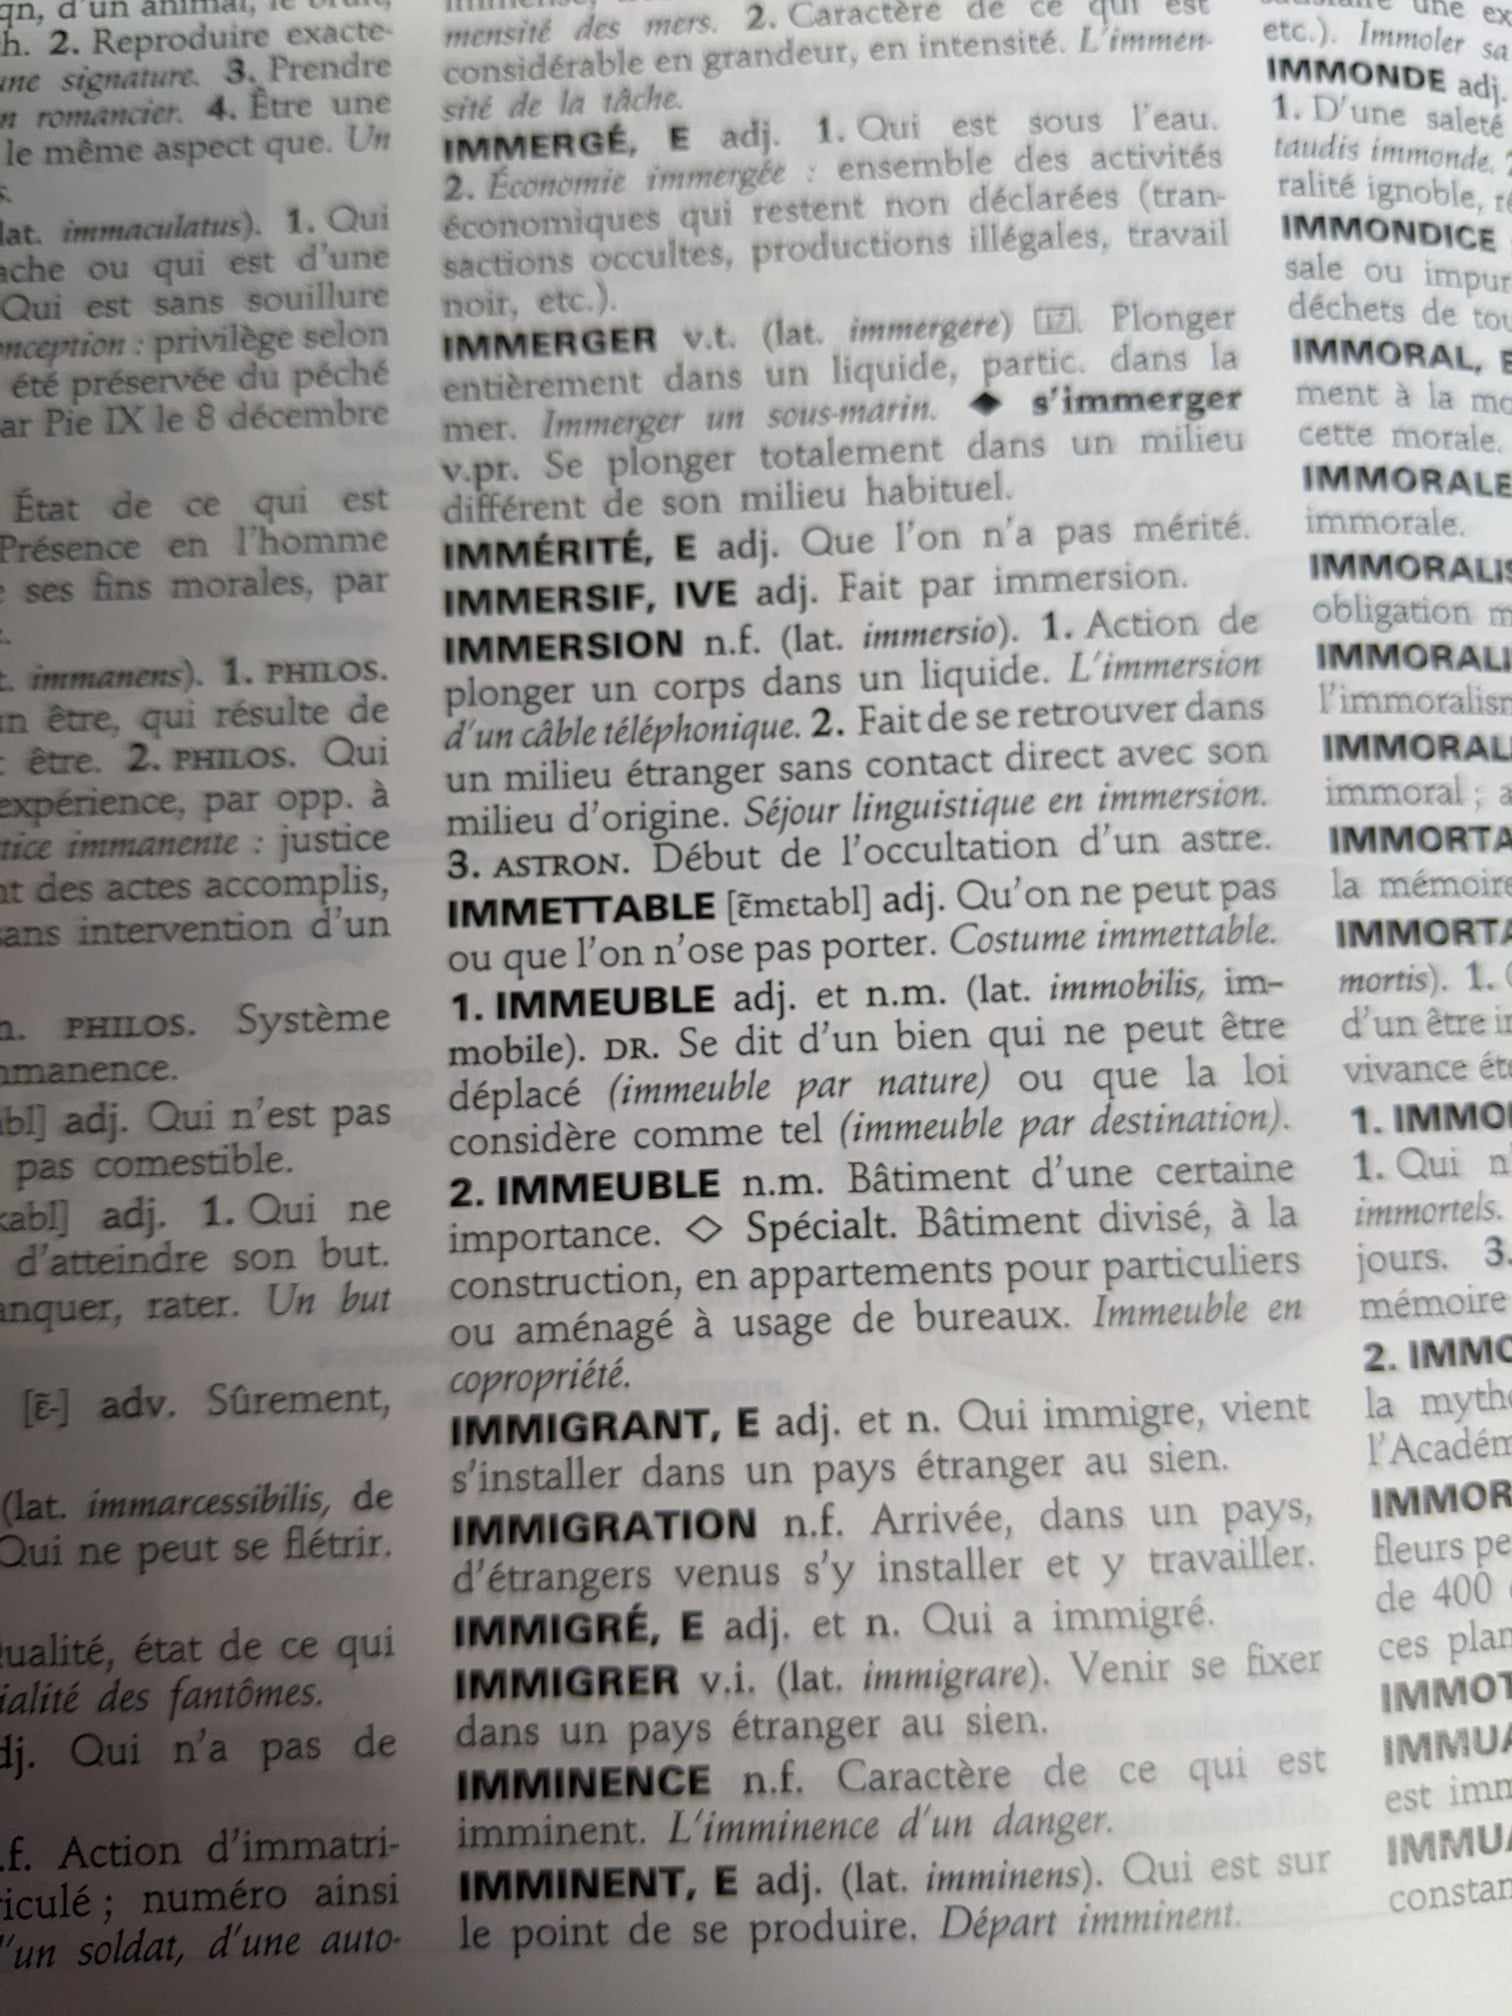 qn, d'un animal, le bruit,
h. 2. Reproduire exacte-
une signature. 3. Prendre
n romancier. 4. Être une
le même aspect que. Un
s.
lat. immaculatus). 1. Qui
ache ou qui est d'une
Qui est sans souillure
onception : privilège selon
été préservée du péché
ar Pie IX le 8 décembre
État de ce qui est
Présence en l'homme
e ses fins morales, par
t. immanens). 1. PHILOS.
un être, qui résulte de
t être. 2. PHILOS. Qui
expérience, par opp. à
tice immanente : justice
nt des actes accomplis,
sans intervention d'un
n. PHILOS. Système
mmanence.
abl] adj. Qui n'est pas
pas comestible.
kabl] adj. 1. Qui ne
d'atteindre son but.
anquer, rater. Un but
[ɛ̃-] adv. Sûrement,
(lat. immarcessibilis, de
Qui ne peut se flétrir.
Qualité, état de ce qui
ialité des fantômes.
dj. Qui n'a pas de
.f. Action d'immatri-
riculé ; numéro ainsi
d'un soldat, d'une auto-
mensité des mers. 2. Caractère de ce qui est
considérable en grandeur, en intensité. L'immen-
sité de la tâche.
IMMERGÉ, E adj. 1. Qui est sous l'eau.
2. Économie immergée : ensemble des activités
économiques qui restent non déclarées (tran-
sactions occultes, productions illégales, travail
noir, etc.).
IMMERGER v.t. (lat. immergere) 17. Plonger
entièrement dans un liquide, partic. dans la
mer. Immerger un sous-marin. ◆ s'immerger
v.pr. Se plonger totalement dans un milieu
différent de son milieu habituel.
IMMÉRITÉ, E adj. Que l'on n'a pas mérité.
IMMERSIF, IVE adj. Fait par immersion.
IMMERSION n.f. (lat. immersio). 1. Action de
plonger un corps dans un liquide. L'immersion
d'un câble téléphonique. 2. Fait de se retrouver dans
un milieu étranger sans contact direct avec son
milieu d'origine. Séjour linguistique en immersion.
3. ASTRON. Début de l'occultation d'un astre.
IMMETTABLE [ɛ̃mɛtabl] adj. Qu'on ne peut pas
ou que l'on n'ose pas porter. Costume immettable.
1. IMMEUBLE adj. et n.m. (lat. immobilis, im-
mobile). DR. Se dit d'un bien qui ne peut être
déplacé (immeuble par nature) ou que la loi
considère comme tel (immeuble par destination).
2. IMMEUBLE n.m. Bâtiment d'une certaine
importance. ◇ Spécialt. Bâtiment divisé, à la
construction, en appartements pour particuliers
ou aménagé à usage de bureaux. Immeuble en
copropriété.
IMMIGRANT, E adj. et n. Qui immigre, vient
s'installer dans un pays étranger au sien.
IMMIGRATION n.f. Arrivée, dans un pays,
d'étrangers venus s'y installer et y travailler.
IMMIGRÉ, E adj. et n. Qui a immigré.
IMMIGRER v.i. (lat. immigrare). Venir se fixer
dans un pays étranger au sien.
IMMINENCE n.f. Caractère de ce qui est
imminent. L'imminence d'un danger.
IMMINENT, E adj. (lat. imminens). Qui est sur
le point de se produire. Départ imminent.
etc.). Immoler sa
IMMONDE adj.
1. D'une saleté
taudis immonde. 2
ralité ignoble, ré
IMMONDICE
sale ou impur
déchets de tou
IMMORAL, E
ment à la mo
cette morale.
IMMORALE
immorale.
IMMORALIS
obligation m
IMMORALI
l'immoralism
IMMORALI
immoral ; a
IMMORTA
la mémoire
IMMORTA
mortis). 1.
d'un être i
vivance éte
1. IMMO
1. Qui n'
immortels.
jours. 3.
mémoire
2. IMMO
la mytho
l'Académ
IMMOR
fleurs pe
de 400
ces plan
IMMOT
IMMUA
est imm
IMMUA
constan